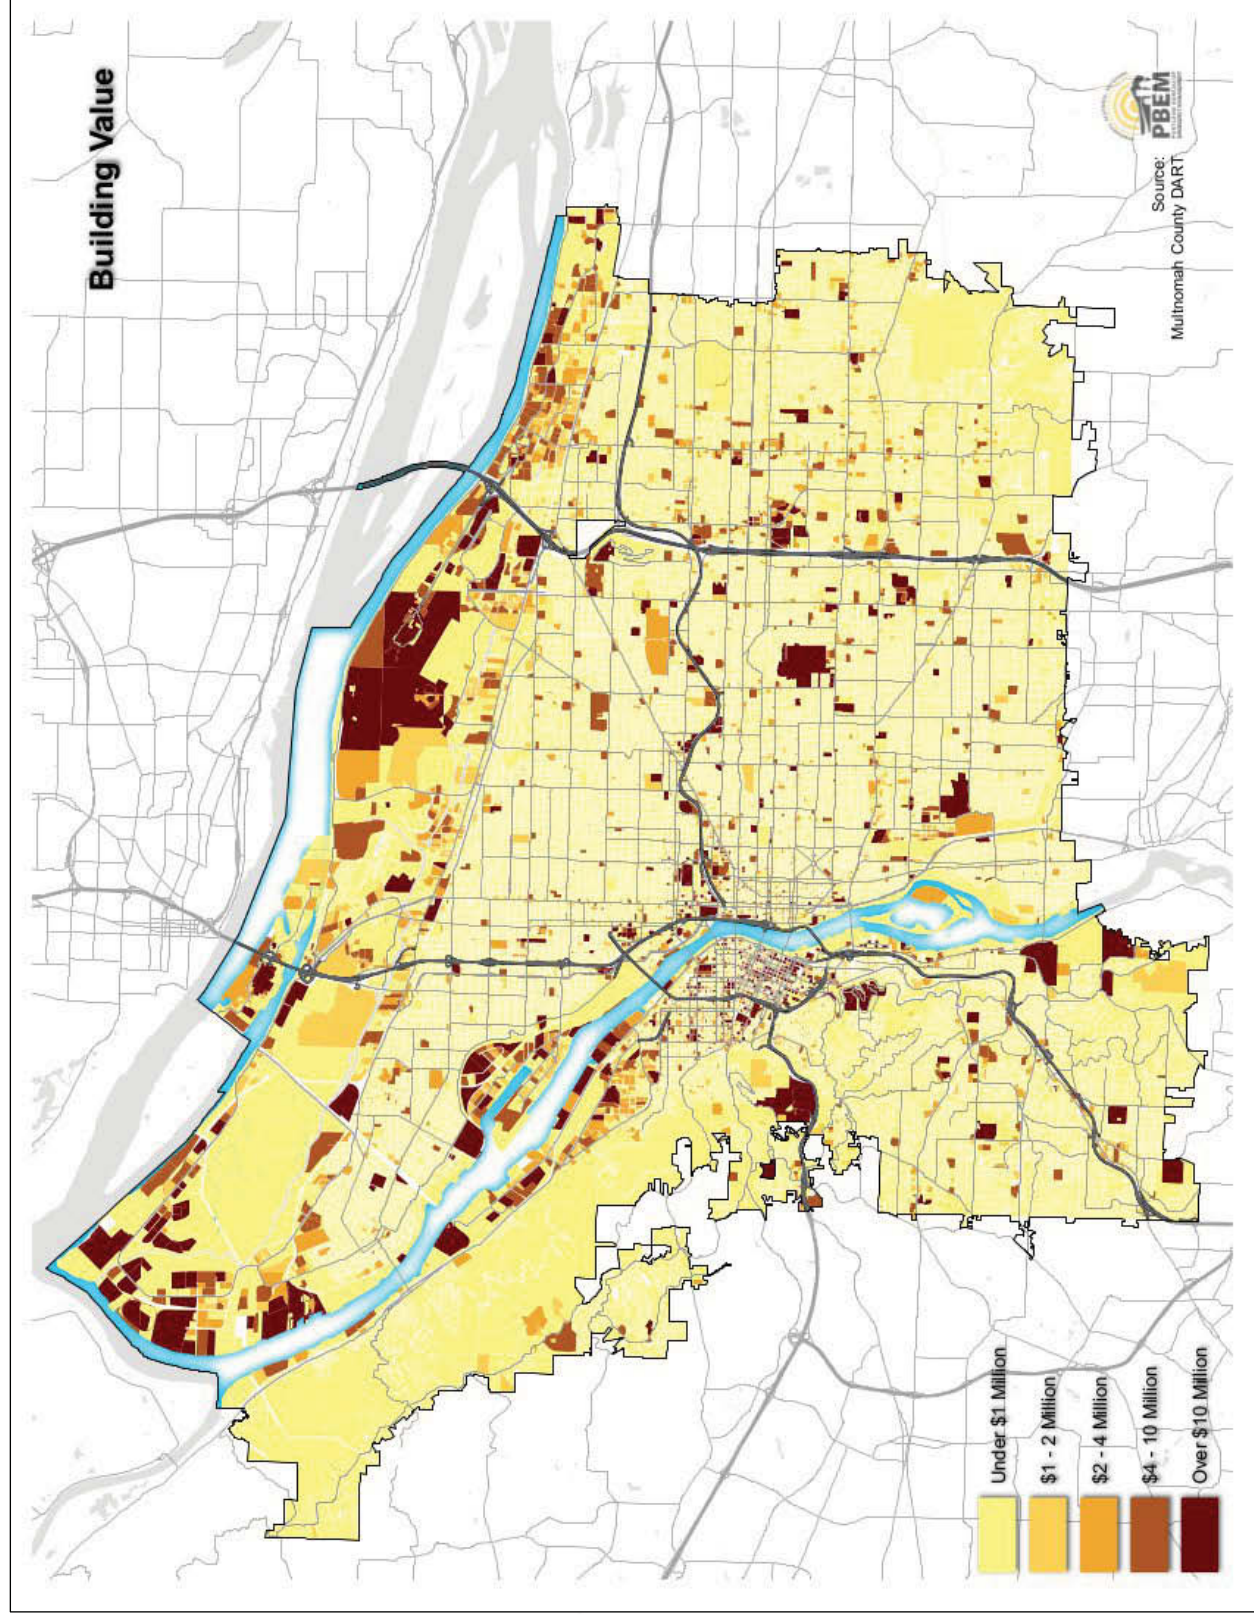 Building Value
Under $1 Million
$1 - 2 Million
$2 - 4 Million
$4 - 10 Million
Over $10 Million
Source:
Multnomah County DART
PBEM